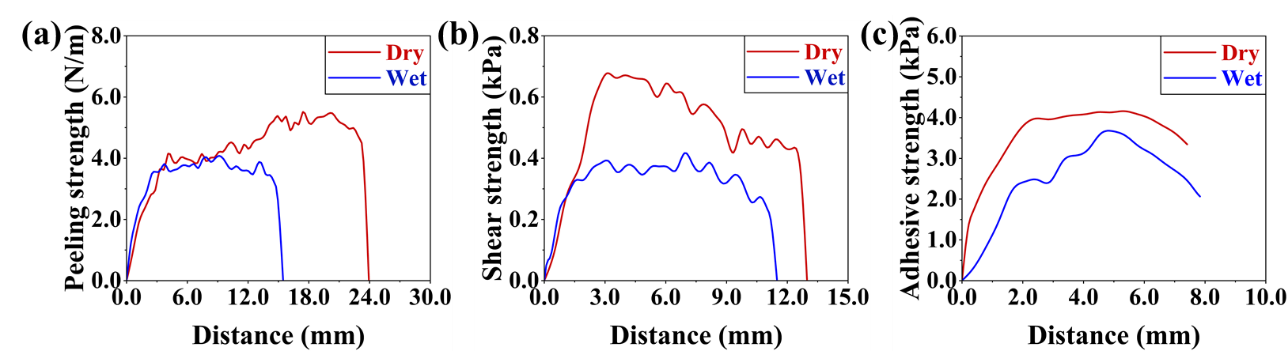 (a)
Peeling strength (N/m)
8.0
6.0
4.0
2.0
0.0
Dry
Wet
0.0 6.0 12.0 18.0 24.0 30.0
Distance (mm)
(b)
Shear strength (kPa)
0.8
0.6
0.4
0.2
0.0
Dry
Wet
0.0 3.0 6.0 9.0 12.0 15.0
Distance (mm)
(c)
Adhesive strength (kPa)
6.0
5.0
4.0
3.0
2.0
1.0
0.0
Dry
Wet
0.0 2.0 4.0 6.0 8.0 10.0
Distance (mm)